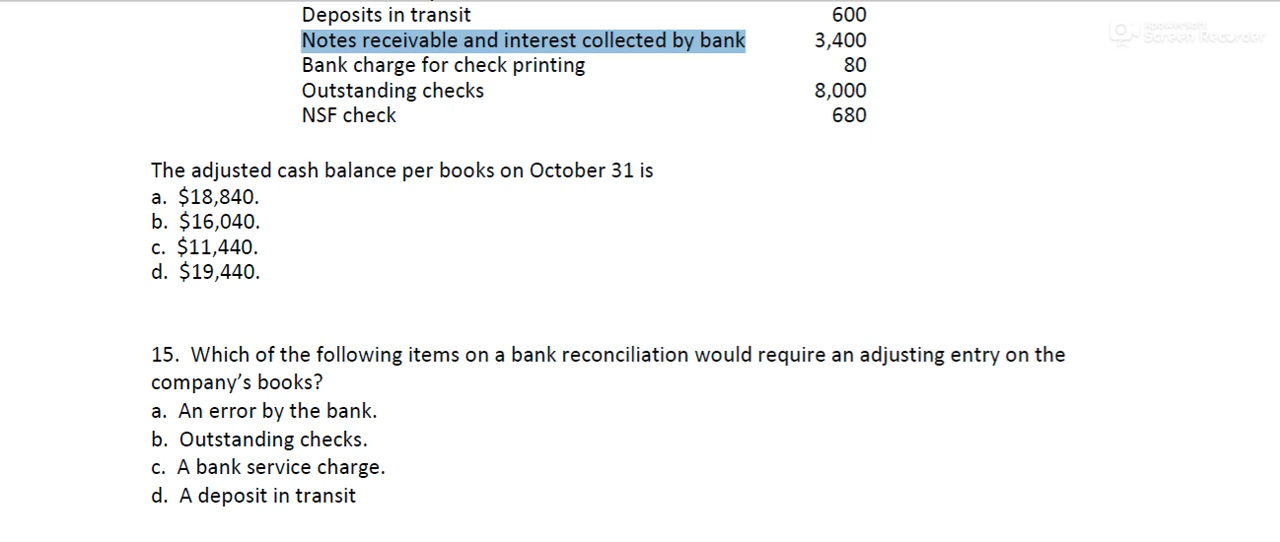 Deposits in transit 600
Notes receivable and interest collected by bank 3,400
Bank charge for check printing 80
Outstanding checks 8,000
NSF check 680
The adjusted cash balance per books on October 31 is
a. $18,840.
b. $16,040.
c. $11,440.
d. $19,440.
15. Which of the following items on a bank reconciliation would require an adjusting entry on the
company’s books?
a. An error by the bank.
b. Outstanding checks.
c. A bank service charge.
d. A deposit in transit
Apowersoft
Screen Recorder